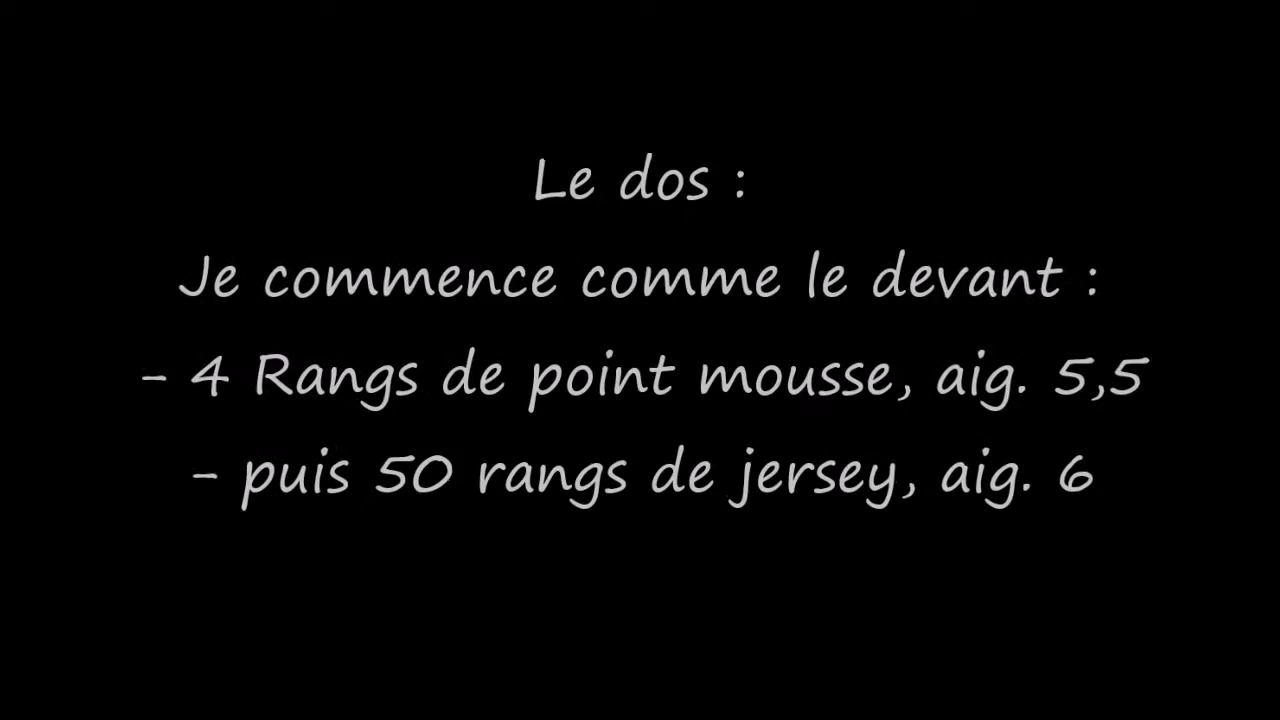 Le dos :
Je commence comme le devant :
- 4 Rangs de point mousse, aig. 5,5
- puis 50 rangs de jersey, aig. 6